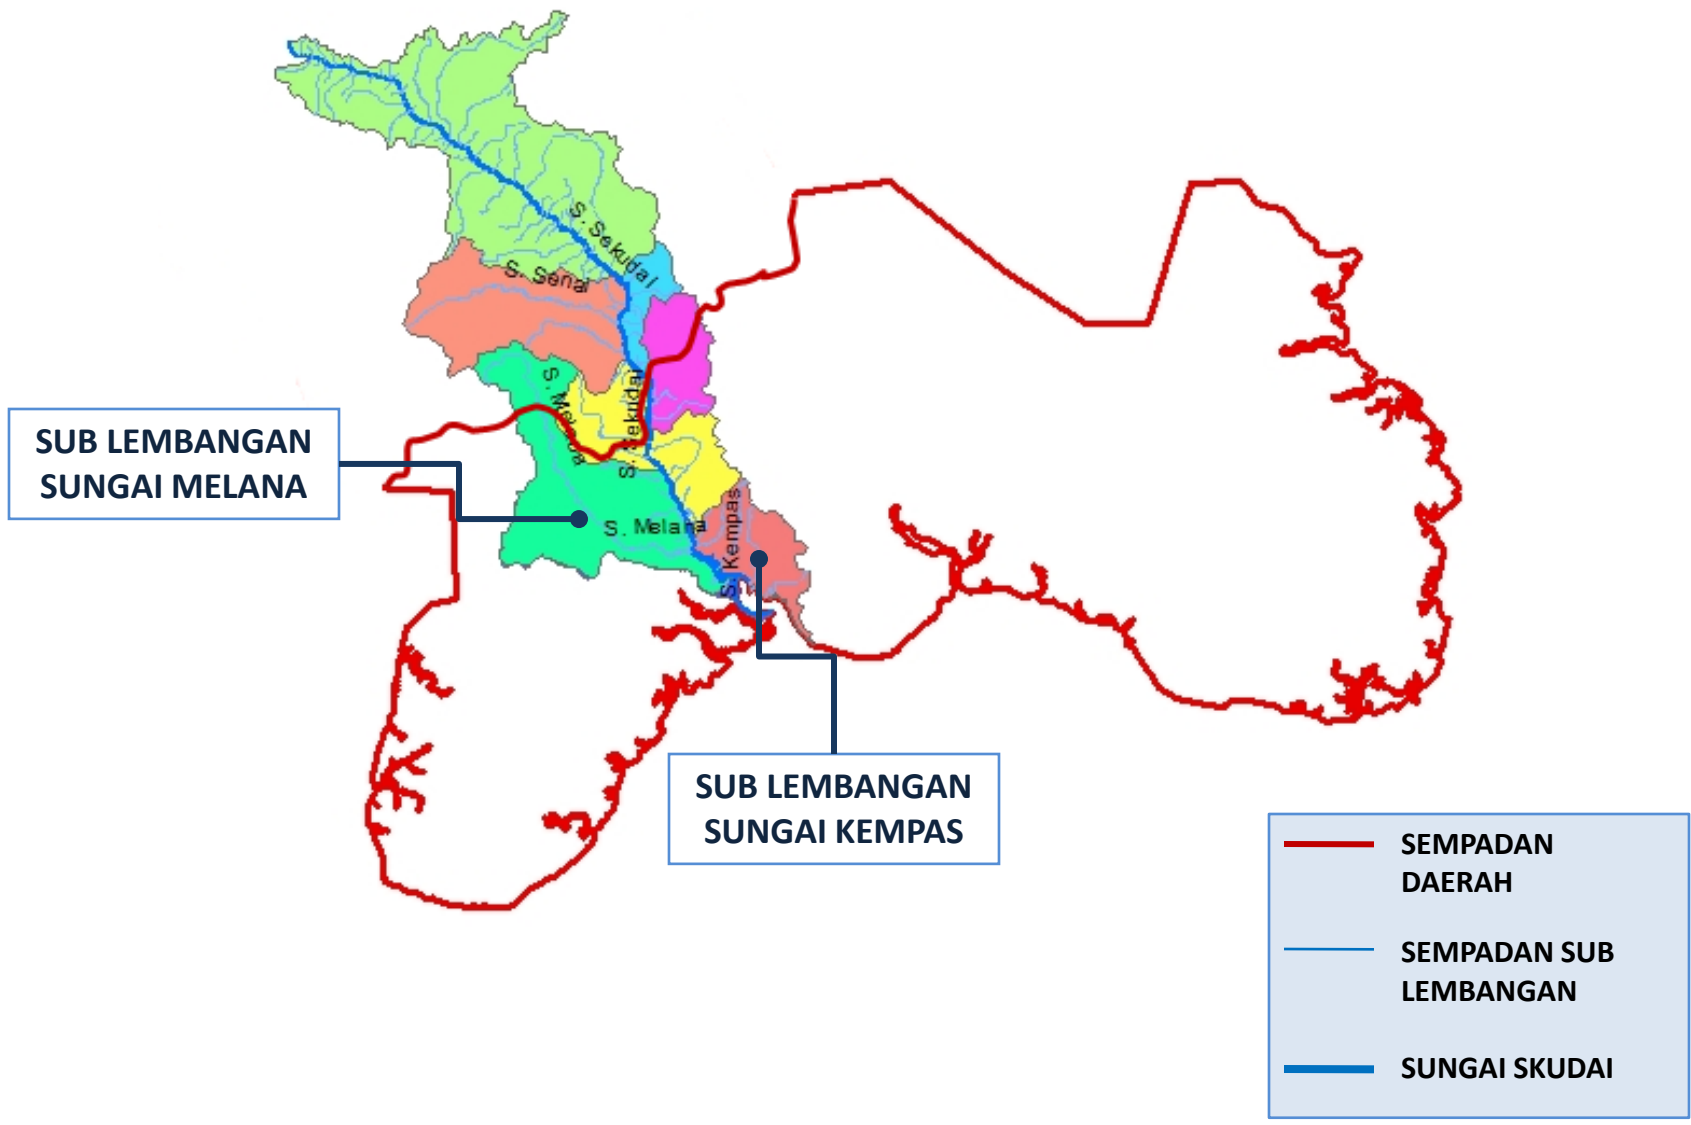 S. Sekudai
S. Senai
S. Melana
S. Sekudai
SUB LEMBANGAN
SUNGAI MELANA
S. Melana
S. Kempas
SUB LEMBANGAN
SUNGAI KEMPAS
SEMPADAN
DAERAH
SEMPADAN SUB
LEMBANGAN
SUNGAI SKUDAI